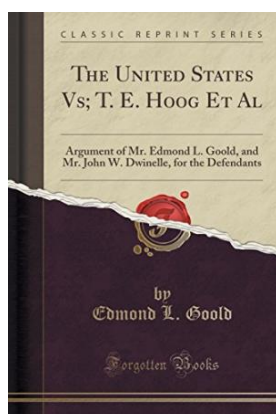 CLASSIC REPRINT SERIES
THE UNITED STATES
VS; T. E. HOOG ET AL
Argument of Mr. Edmond L. Goold, and
Mr. John W. Dwinelle, for the Defendants
by
Edmond L. Goold
Forgotten Books